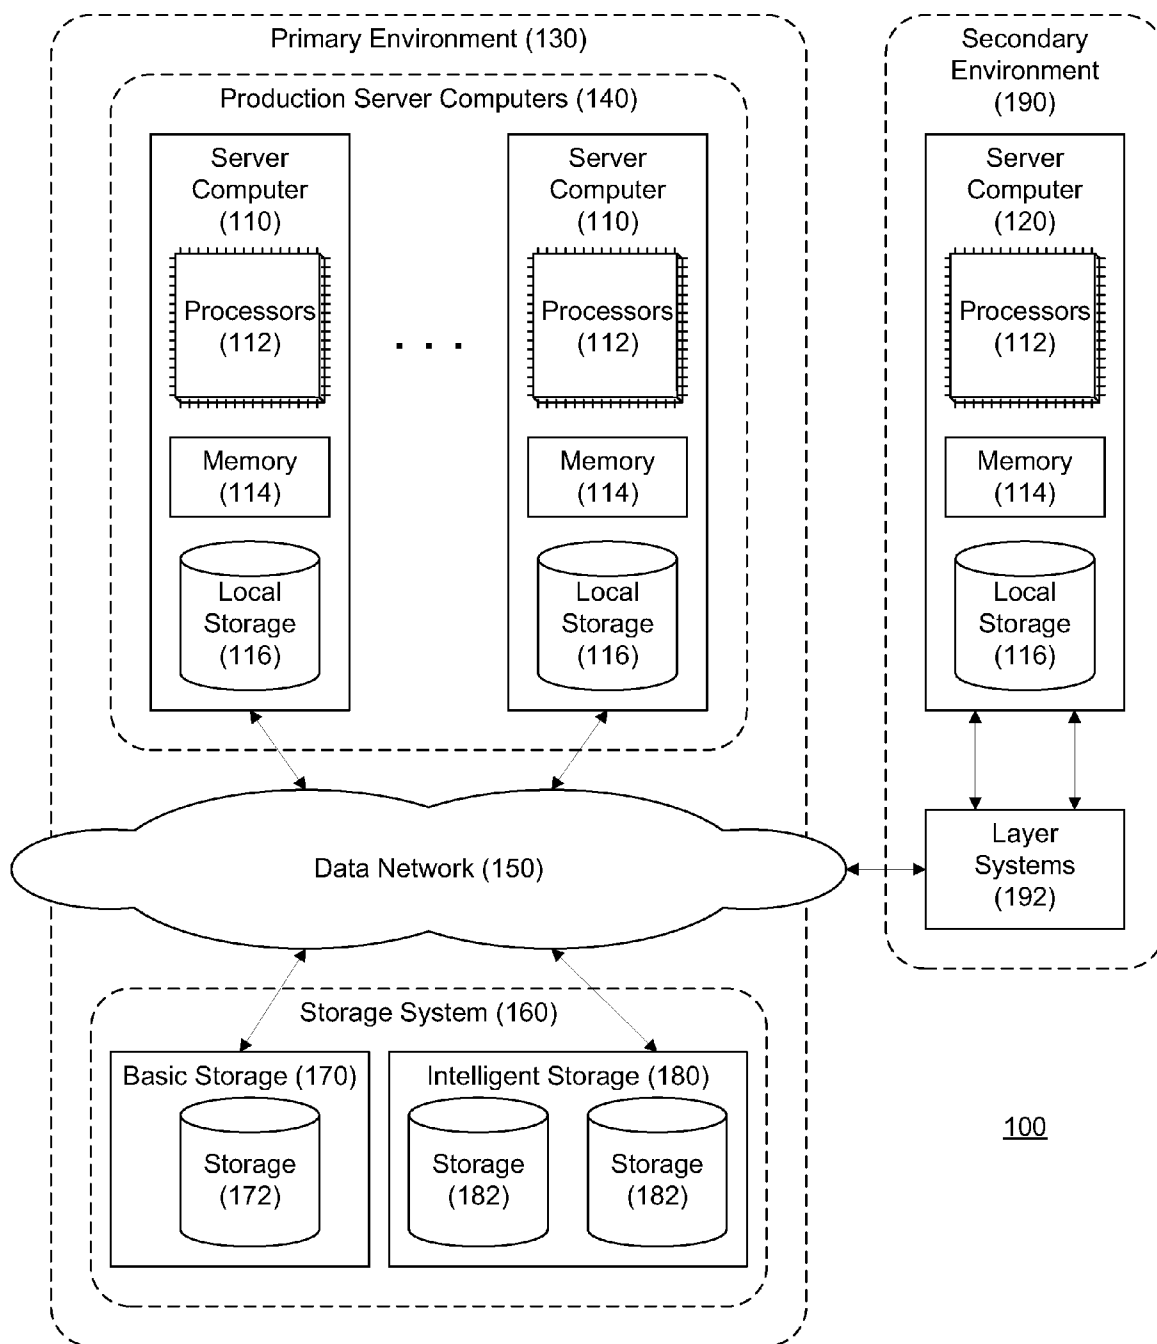 Primary Environment (130)
Production Server Computers (140)
Server
Computer
(110)
Processors
(112)
Memory
(114)
Local
Storage
(116)
. . .
Server
Computer
(110)
Processors
(112)
Memory
(114)
Local
Storage
(116)
Secondary
Environment
(190)
Server
Computer
(120)
Processors
(112)
Memory
(114)
Local
Storage
(116)
Data Network (150)
Layer
Systems
(192)
Storage System (160)
Basic Storage (170)
Storage
(172)
Intelligent Storage (180)
Storage
(182)
Storage
(182)
100